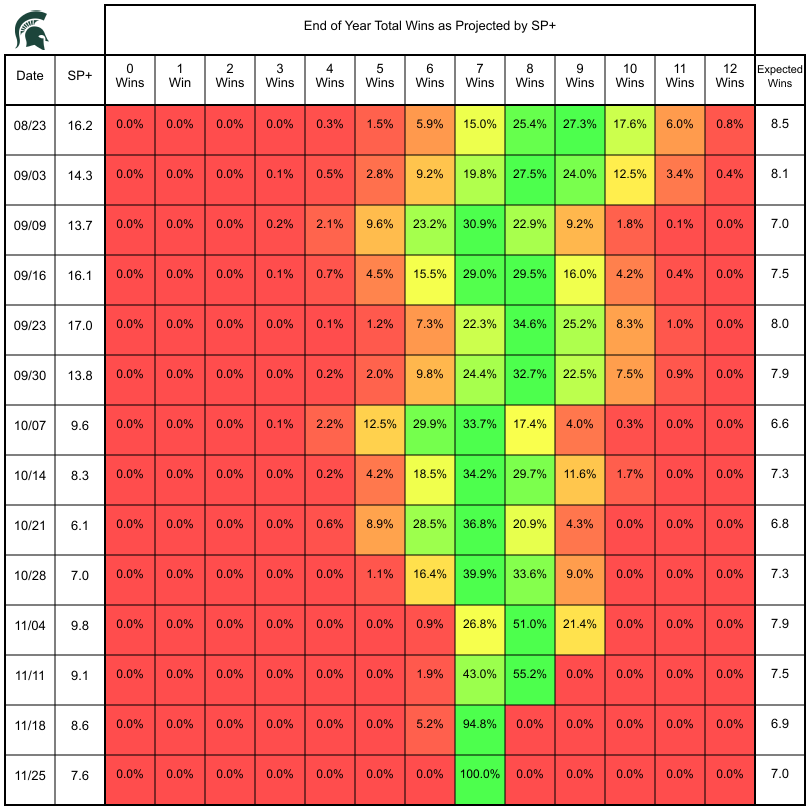 End of Year Total Wins as Projected by SP+
Date SP+ 0 Wins 1 Win 2 Wins 3 Wins 4 Wins 5 Wins 6 Wins 7 Wins 8 Wins 9 Wins 10 Wins 11 Wins 12 Wins Expected Wins
08/23 16.2 0.0% 0.0% 0.0% 0.0% 0.3% 1.5% 5.9% 15.0% 25.4% 27.3% 17.6% 6.0% 0.8% 8.5
09/03 14.3 0.0% 0.0% 0.0% 0.1% 0.5% 2.8% 9.2% 19.8% 27.5% 24.0% 12.5% 3.4% 0.4% 8.1
09/09 13.7 0.0% 0.0% 0.0% 0.2% 2.1% 9.6% 23.2% 30.9% 22.9% 9.2% 1.8% 0.1% 0.0% 7.0
09/16 16.1 0.0% 0.0% 0.0% 0.1% 0.7% 4.5% 15.5% 29.0% 29.5% 16.0% 4.2% 0.4% 0.0% 7.5
09/23 17.0 0.0% 0.0% 0.0% 0.0% 0.1% 1.2% 7.3% 22.3% 34.6% 25.2% 8.3% 1.0% 0.0% 8.0
09/30 13.8 0.0% 0.0% 0.0% 0.0% 0.2% 2.0% 9.8% 24.4% 32.7% 22.5% 7.5% 0.9% 0.0% 7.9
10/07 9.6 0.0% 0.0% 0.0% 0.1% 2.2% 12.5% 29.9% 33.7% 17.4% 4.0% 0.3% 0.0% 0.0% 6.6
10/14 8.3 0.0% 0.0% 0.0% 0.0% 0.2% 4.2% 18.5% 34.2% 29.7% 11.6% 1.7% 0.0% 0.0% 7.3
10/21 6.1 0.0% 0.0% 0.0% 0.0% 0.6% 8.9% 28.5% 36.8% 20.9% 4.3% 0.0% 0.0% 0.0% 6.8
10/28 7.0 0.0% 0.0% 0.0% 0.0% 0.0% 1.1% 16.4% 39.9% 33.6% 9.0% 0.0% 0.0% 0.0% 7.3
11/04 9.8 0.0% 0.0% 0.0% 0.0% 0.0% 0.0% 0.9% 26.8% 51.0% 21.4% 0.0% 0.0% 0.0% 7.9
11/11 9.1 0.0% 0.0% 0.0% 0.0% 0.0% 0.0% 1.9% 43.0% 55.2% 0.0% 0.0% 0.0% 0.0% 7.5
11/18 8.6 0.0% 0.0% 0.0% 0.0% 0.0% 0.0% 5.2% 94.8% 0.0% 0.0% 0.0% 0.0% 0.0% 6.9
11/25 7.6 0.0% 0.0% 0.0% 0.0% 0.0% 0.0% 0.0% 100.0% 0.0% 0.0% 0.0% 0.0% 0.0% 7.0